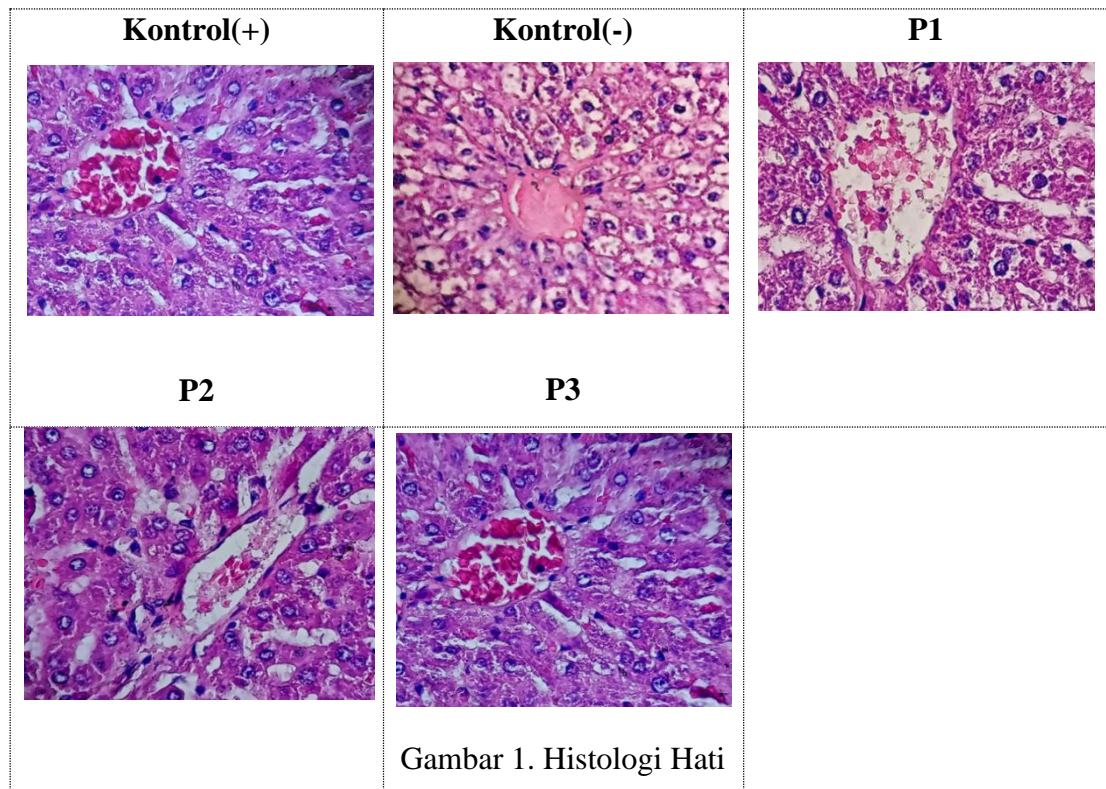 Kontrol(+) Kontrol(-) P1
P2 P3
Gambar 1. Histologi Hati